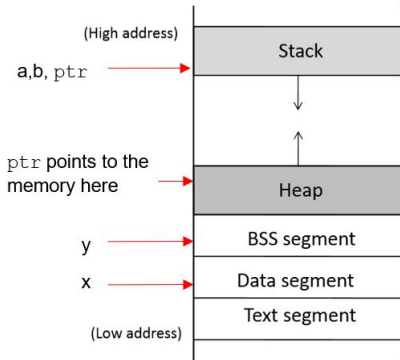 (High address)
Stack
a,b, ptr
ptr points to the
memory here
Heap
y
BSS segment
x
Data segment
Text segment
(Low address)